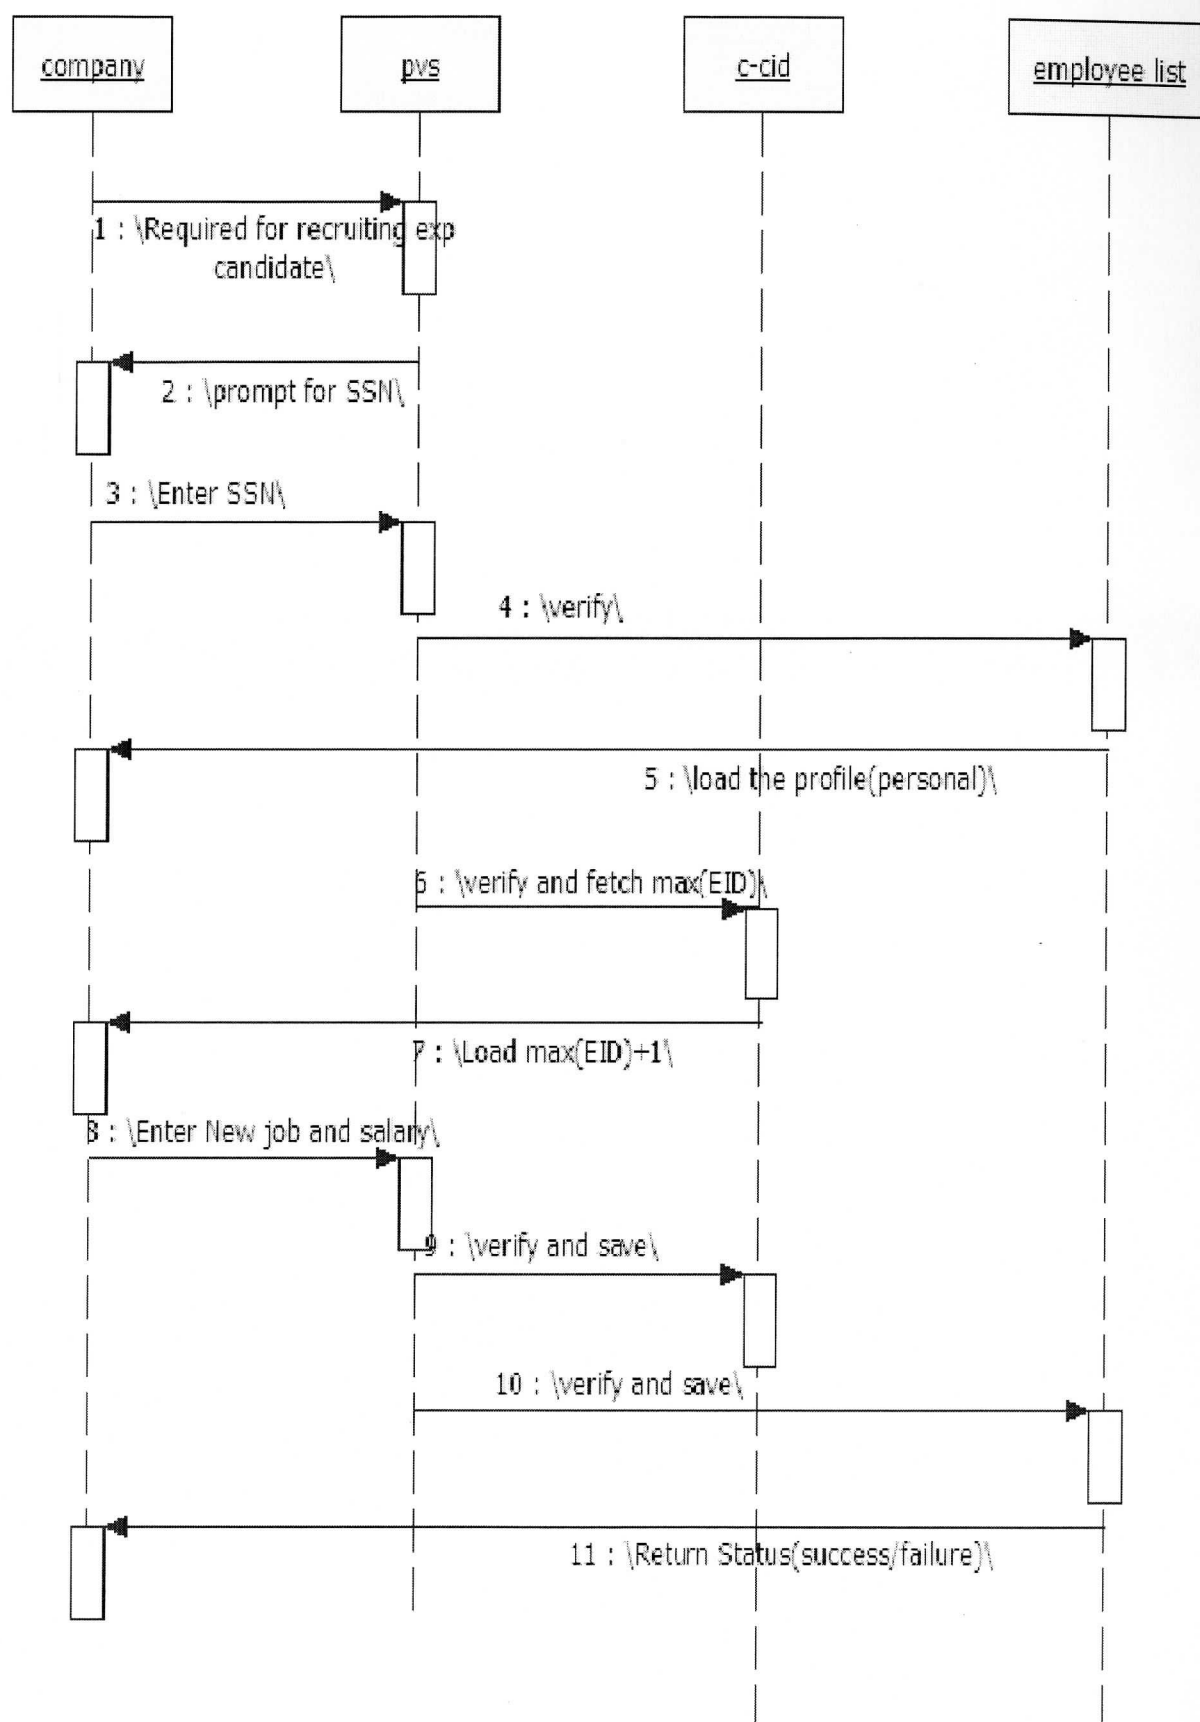 company
pvs
c-cid
employee list
1 : \Required for recruiting exp
candidate\
2 : \prompt for SSN\
3 : \Enter SSN\
4 : \verify\
5 : \load the profile(personal)\
6 : \verify and fetch max(EID)\
7 : \Load max(EID)+1\
8 : \Enter New job and salary\
9 : \verify and save\
10 : \verify and save\
11 : \Return Status(success/failure)\